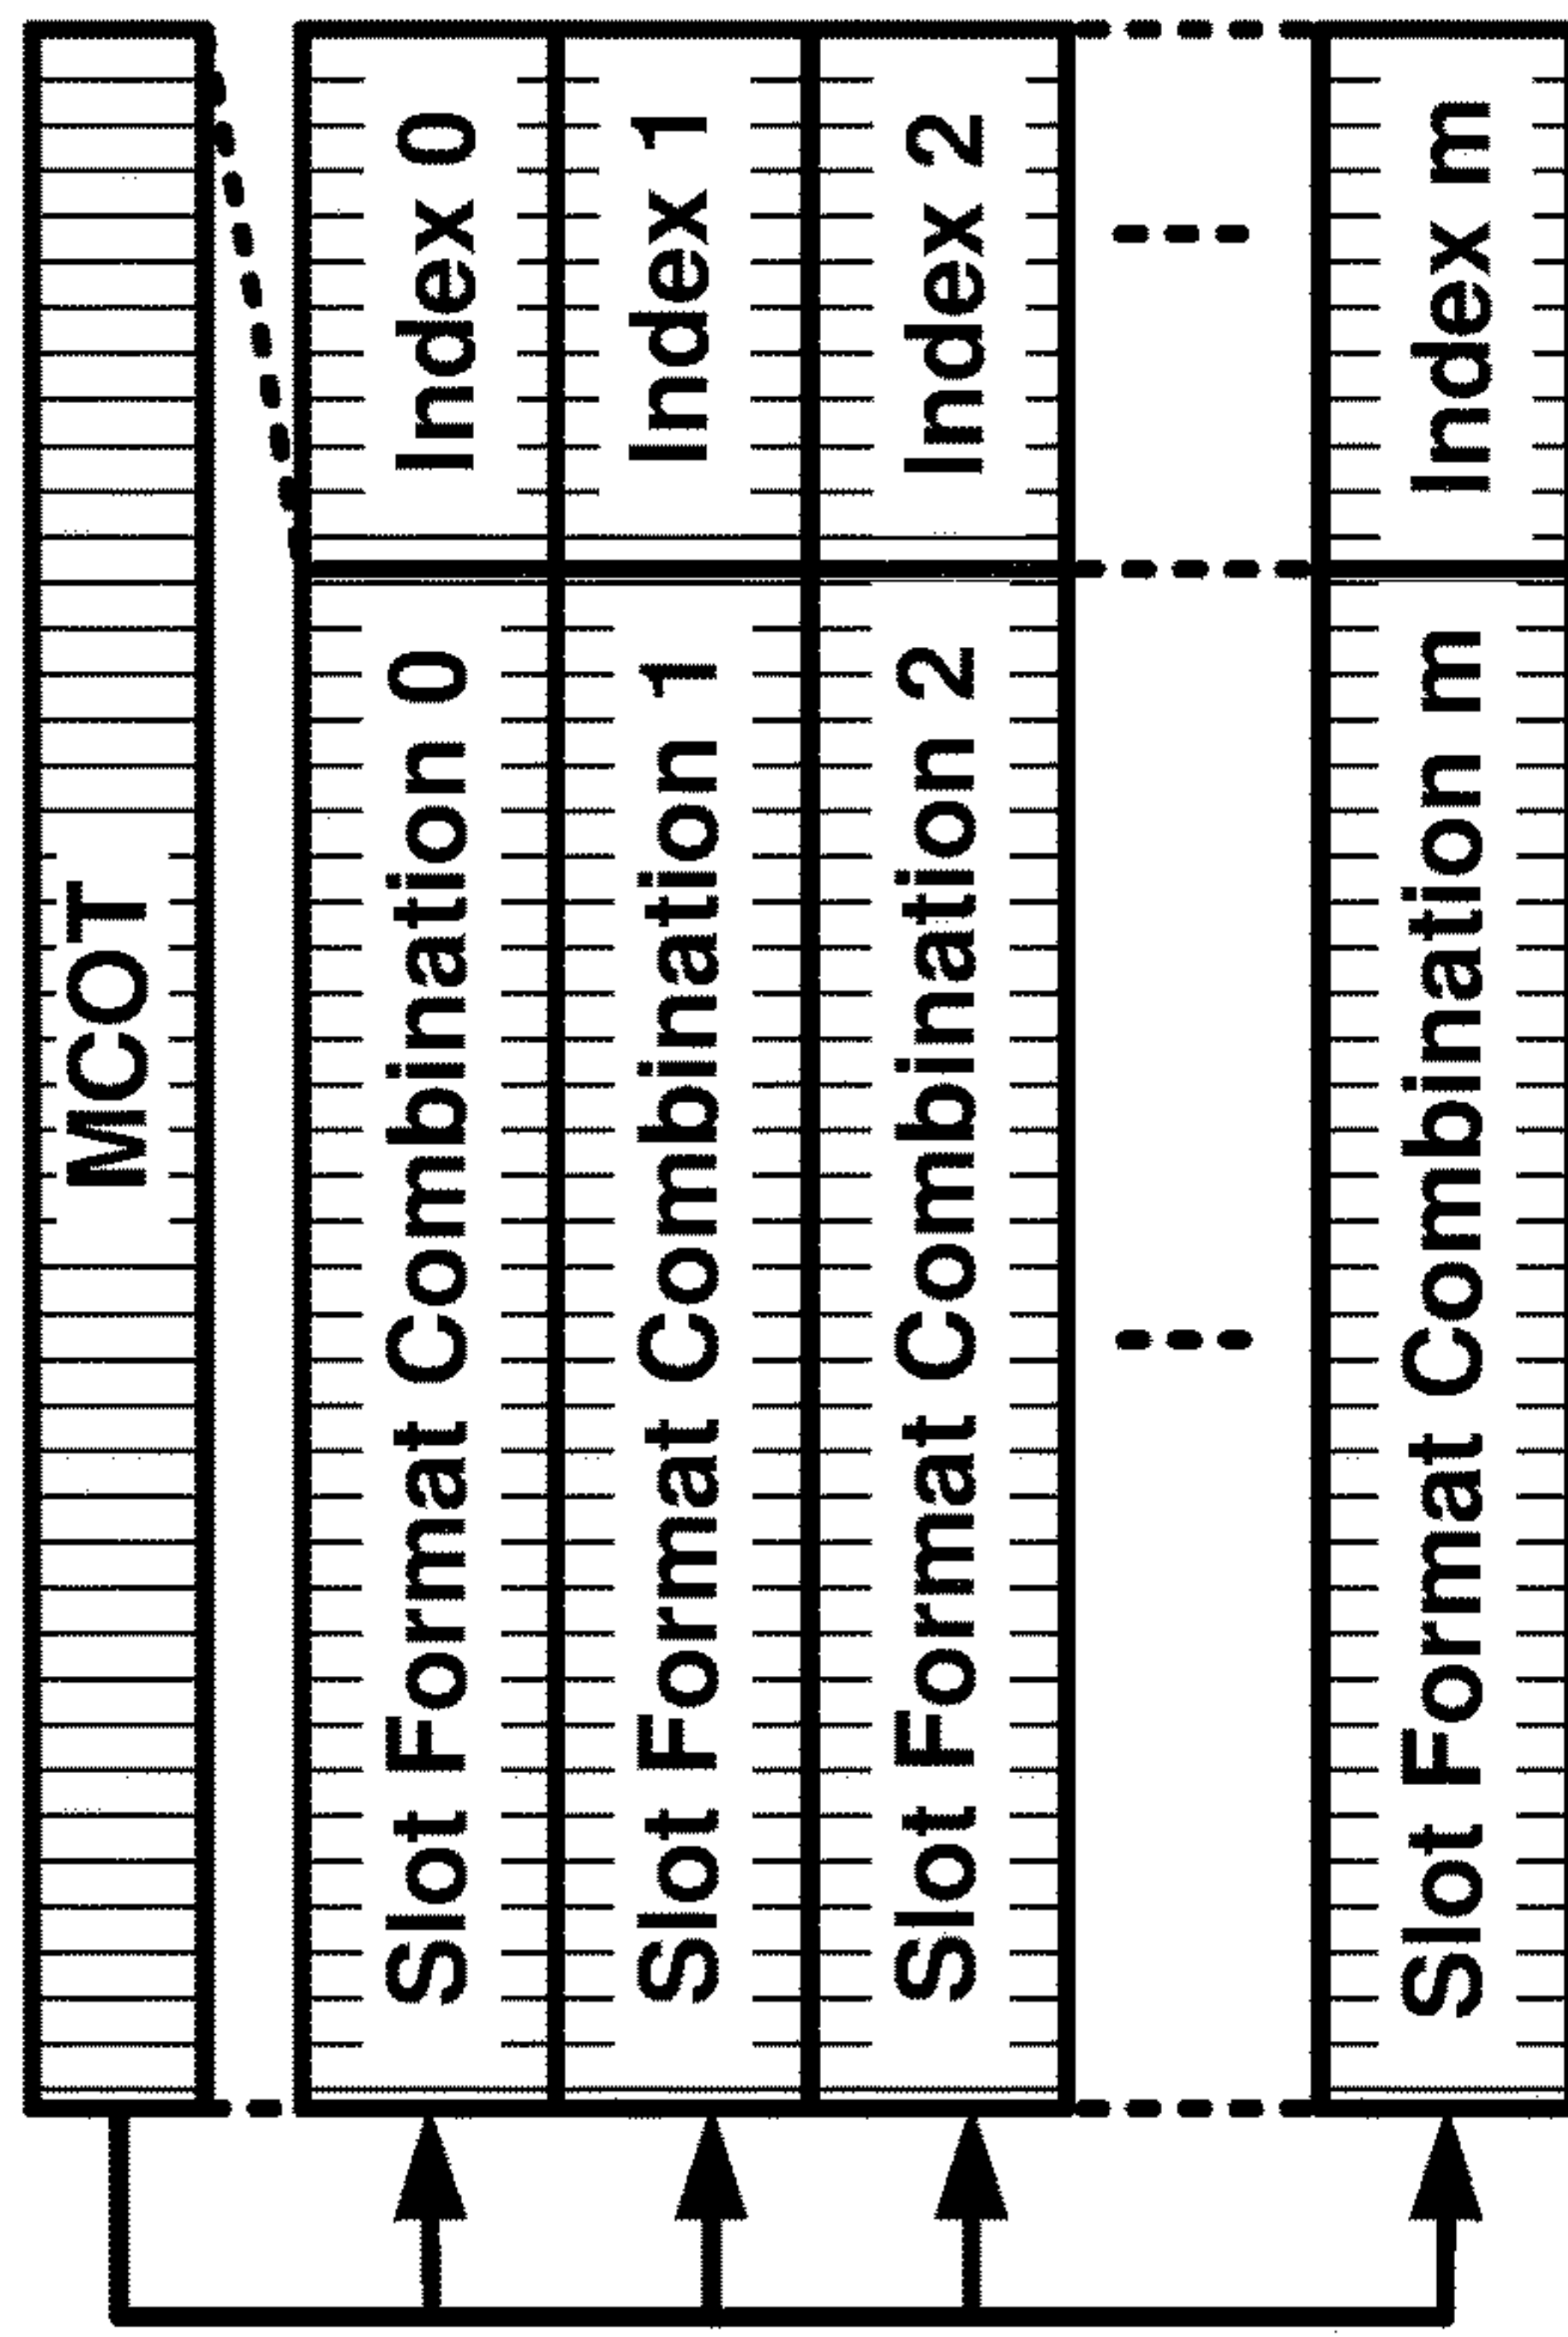 MCOT
Slot Format Combination 0 Index 0
Slot Format Combination 1 Index 1
Slot Format Combination 2 Index 2
Slot Format Combination m Index m